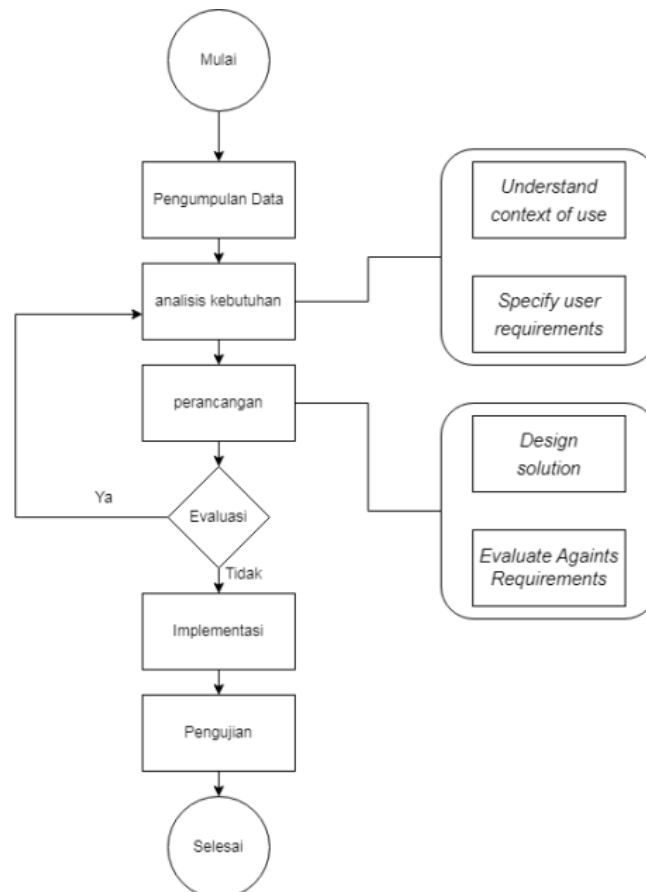 Mulai
Pengumpulan Data
analisis kebutuhan
perancangan
Ya
Evaluasi
Tidak
Implementasi
Pengujian
Selesai
Understand
context of use
Specify user
requirements
Design
solution
Evaluate Againts
Requirements